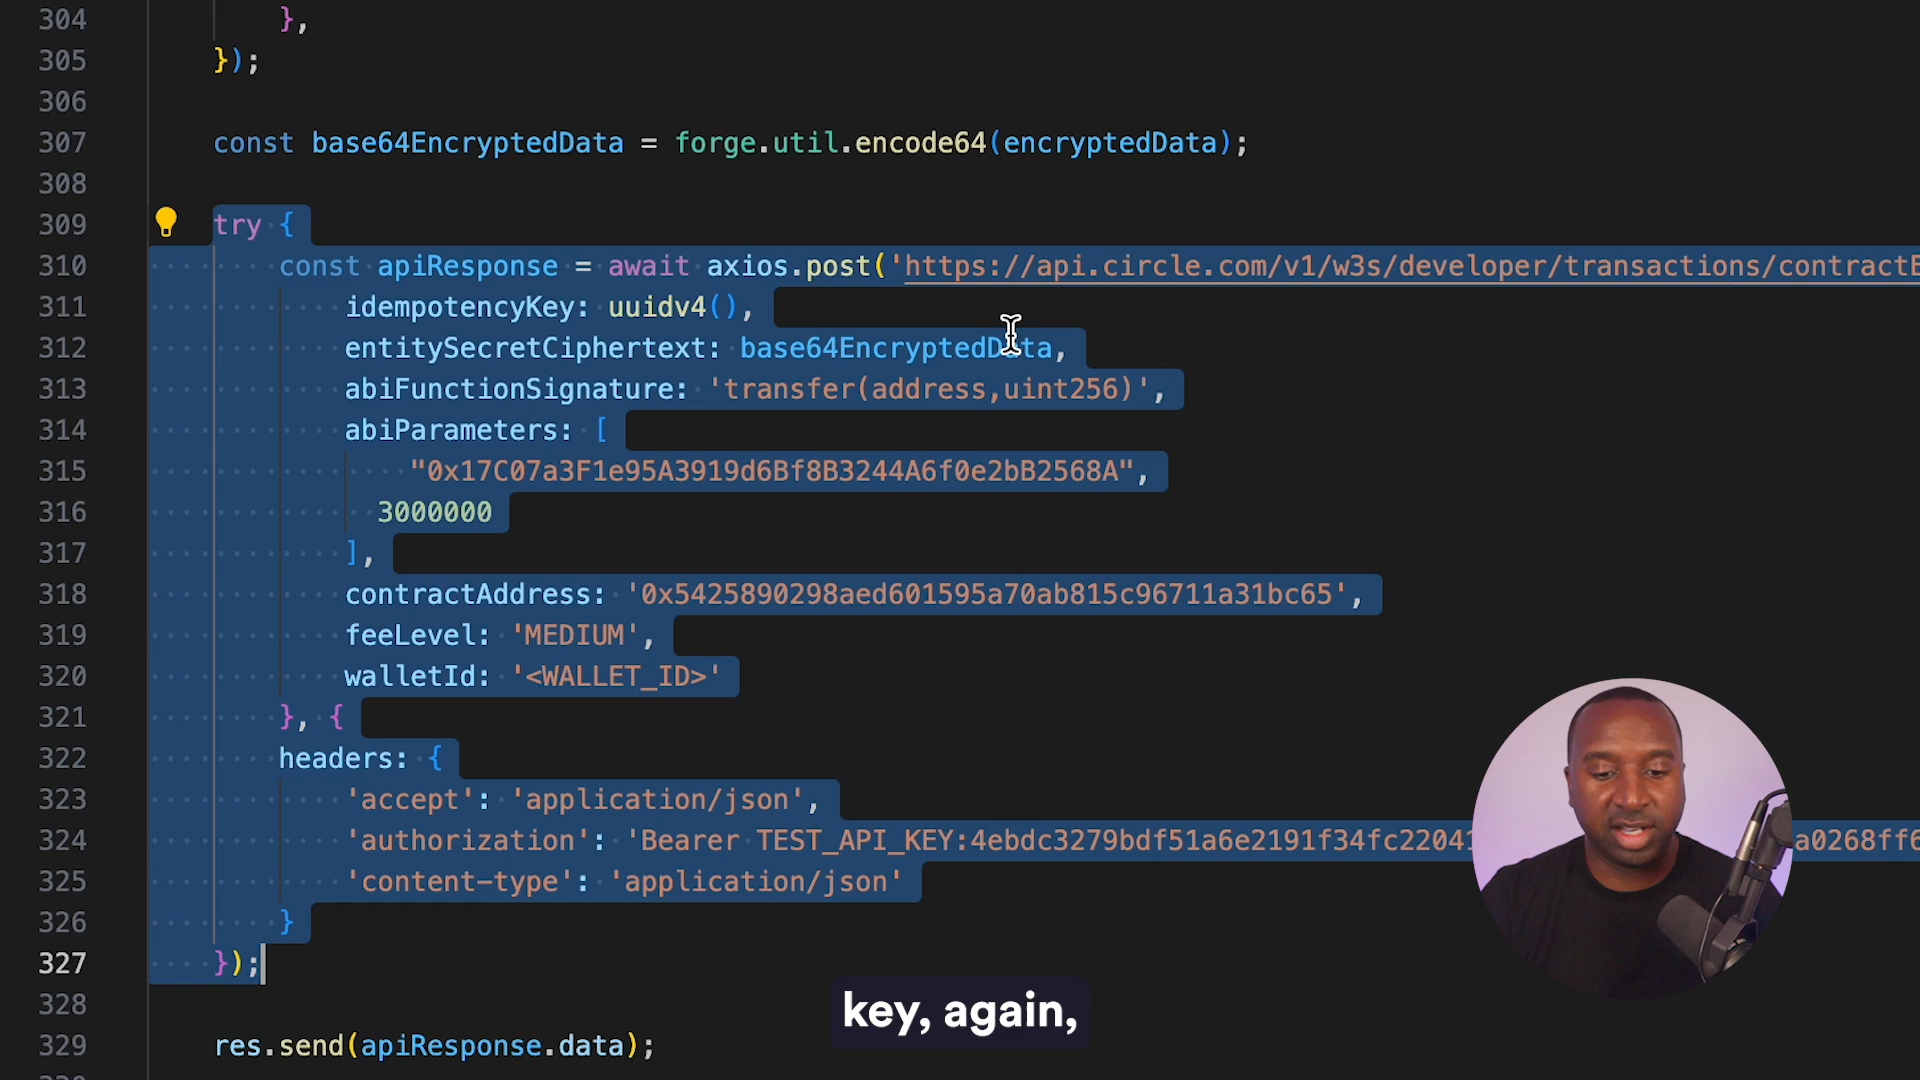 304 },
305 });
306
307 const base64EncryptedData = forge.util.encode64(encryptedData);
308
309 try {
310 const apiResponse = await axios.post('https://api.circle.com/v1/w3s/developer/transactions/contractE
311 idempotencyKey: uuidv4(),
312 entitySecretCiphertext: base64EncryptedData,
313 abiFunctionSignature: 'transfer(address,uint256)',
314 abiParameters: [
315 "0x17C07a3F1e95A3919d6Bf8B3244A6f0e2bB2568A",
316 3000000
317 ],
318 contractAddress: '0x5425890298aed601595a70ab815c96711a31bc65',
319 feeLevel: 'MEDIUM',
320 walletId: '<WALLET_ID>'
321 }, {
322 headers: {
323 'accept': 'application/json',
324 'authorization': 'Bearer TEST_API_KEY:4ebdc3279bdf51a6e2191f34fc22041 a0268ff6
325 'content-type': 'application/json'
326 }
327 });
328
329 res.send(apiResponse.data);
key, again,